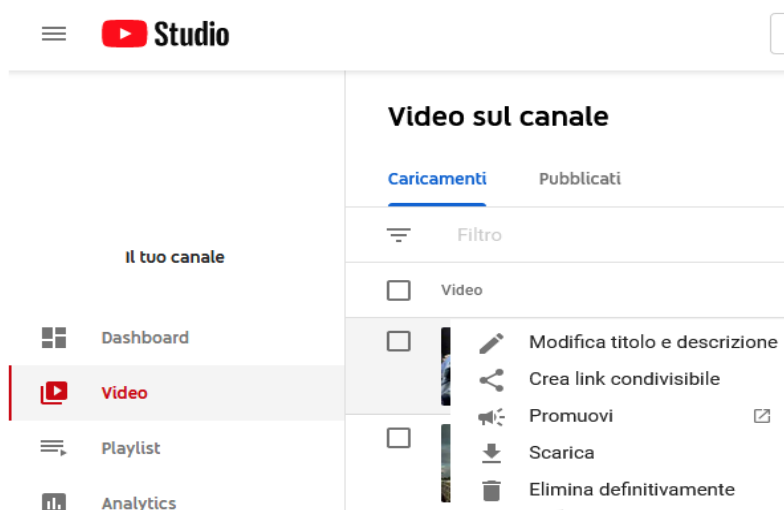 Studio
Video sul canale
Caricamenti Pubblicati
Il tuo canale
Filtro
Video
Dashboard
Video
Playlist
Analytics
Modifica titolo e descrizione
Crea link condivisibile
Promuovi
Scarica
Elimina definitivamente